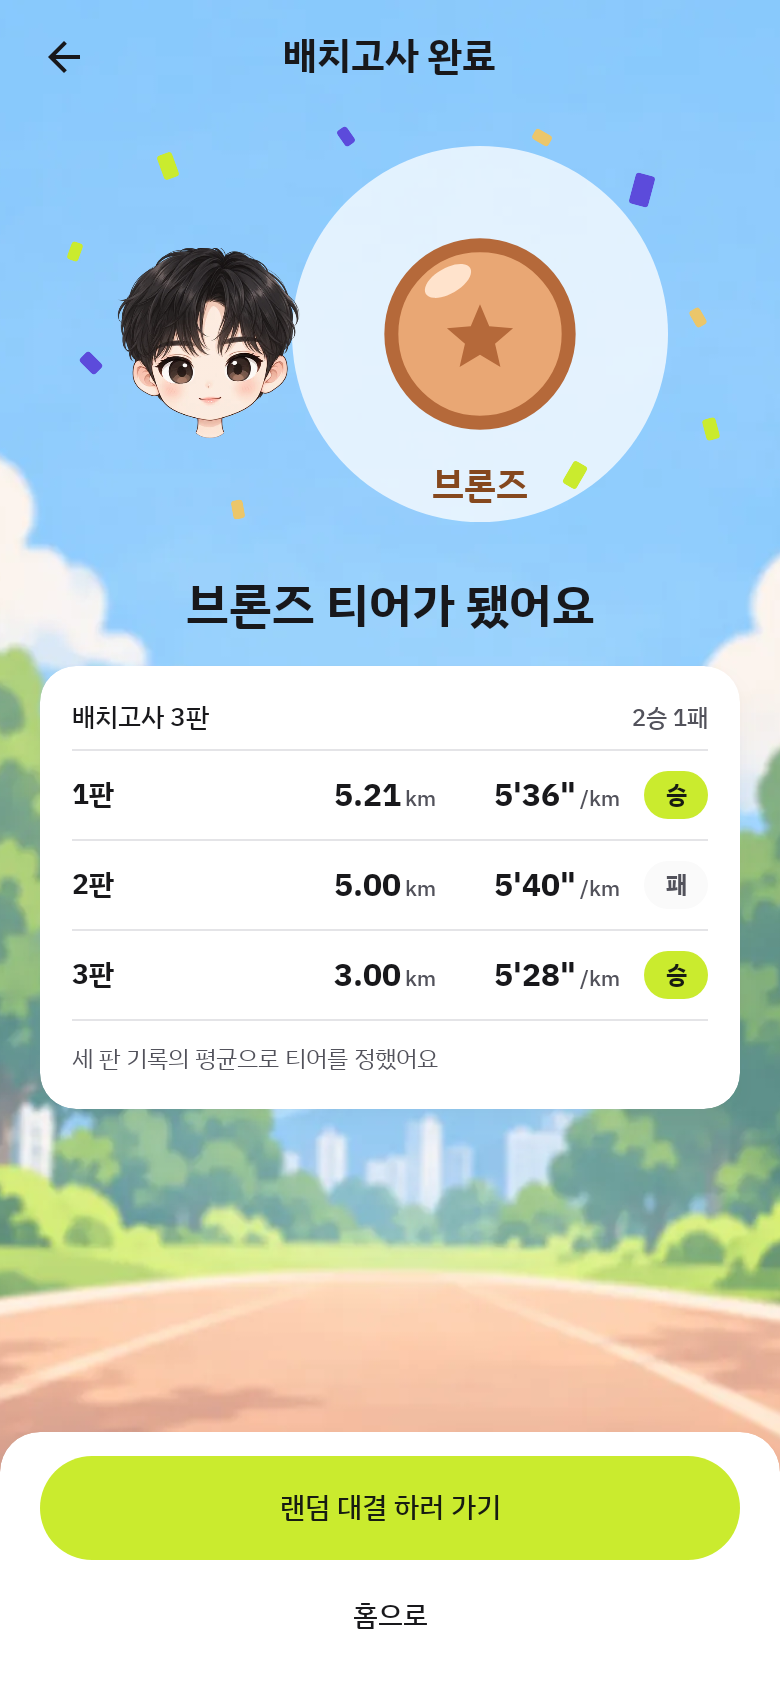 배치고사 완료
브론즈
브론즈 티어가 됐어요
배치고사 3판 2승 1패
1판 5.21 km 5'36" /km 승
2판 5.00 km 5'40" /km 패
3판 3.00 km 5'28" /km 승
세 판 기록의 평균으로 티어를 정했어요
랜덤 대결 하러 가기
홈으로